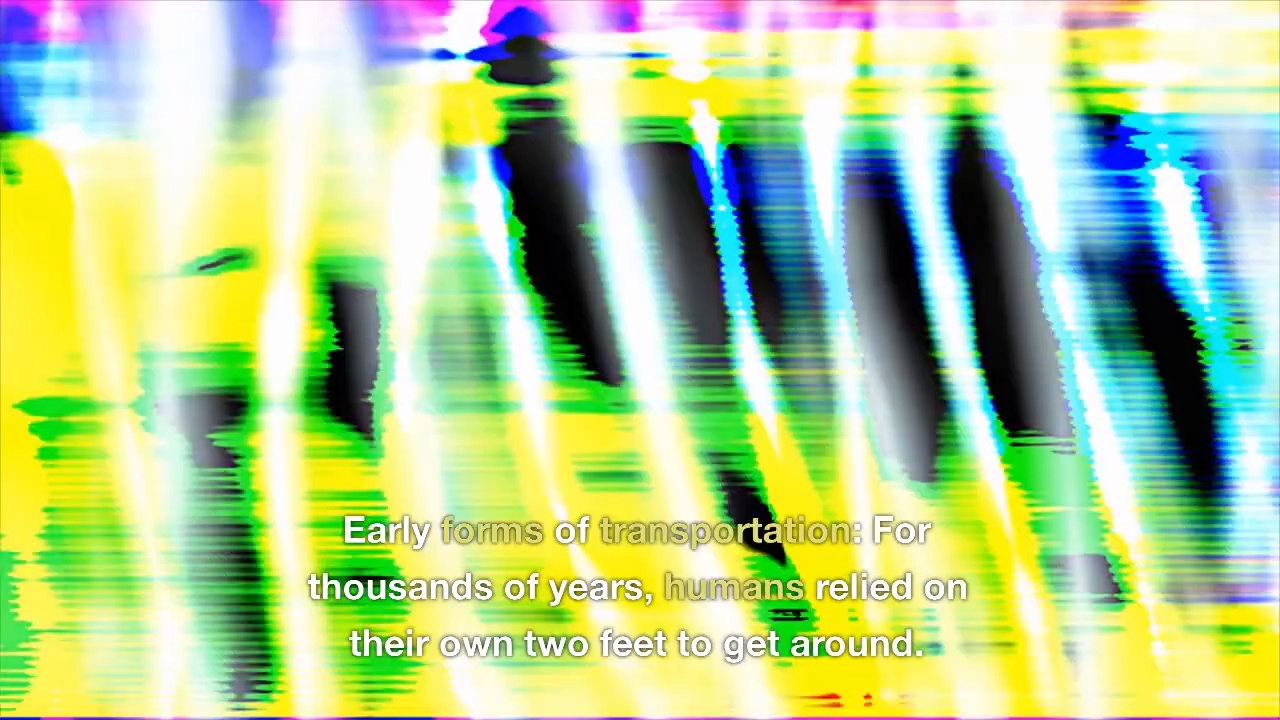 Early forms of transportation: For
thousands of years, humans relied on
their own two feet to get around.